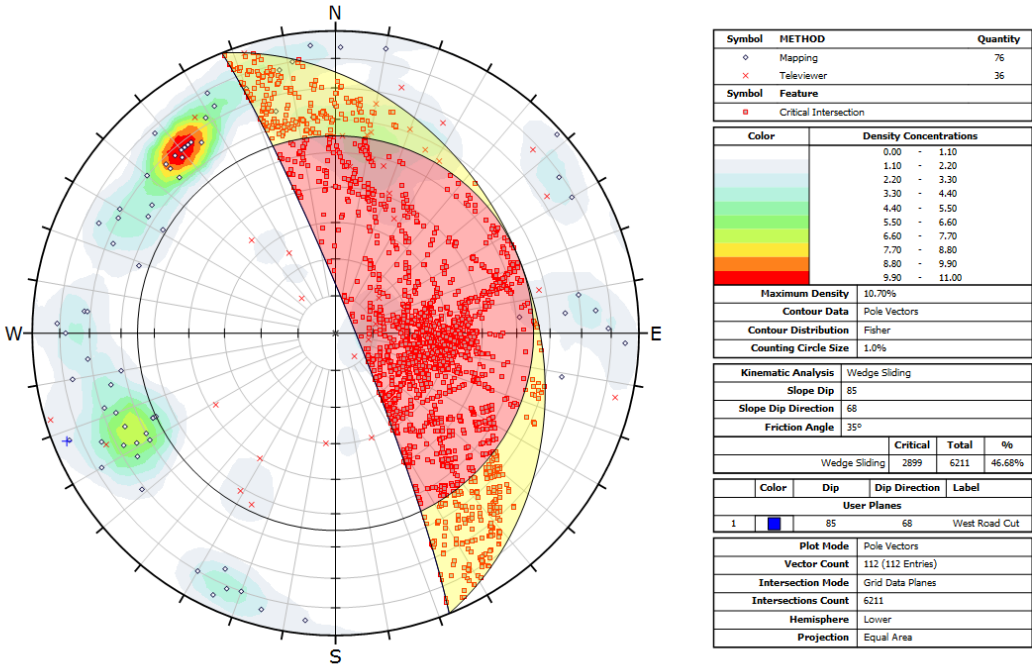 N
W
E
S
Symbol METHOD Quantity
◇ Mapping 76
× Televiewer 36
Symbol Feature
□ Critical Intersection
Color Density Concentrations
0.00 - 1.10
1.10 - 2.20
2.20 - 3.30
3.30 - 4.40
4.40 - 5.50
5.50 - 6.60
6.60 - 7.70
7.70 - 8.80
8.80 - 9.90
9.90 - 11.00
Maximum Density 10.70%
Contour Data Pole Vectors
Contour Distribution Fisher
Counting Circle Size 1.0%
Kinematic Analysis Wedge Sliding
Slope Dip 85
Slope Dip Direction 68
Friction Angle 35°
Critical Total %
Wedge Sliding 2899 6211 46.68%
Color Dip Dip Direction Label
User Planes
1 85 68 West Road Cut
Plot Mode Pole Vectors
Vector Count 112 (112 Entries)
Intersection Mode Grid Data Planes
Intersections Count 6211
Hemisphere Lower
Projection Equal Area